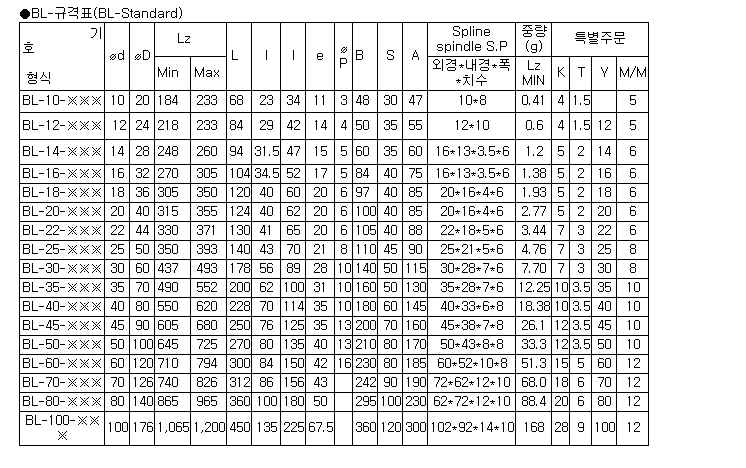 ●BL-규격표(BL-Standard)
기 호 형식 ød øD Lz L l l e ø P B S A Spline spindle S.P 중량 (g) 특별주문
Min Max 외경*내경*폭 *치수 Lz MIN K T Y M/M
BL-10-※※※ 10 20 184 233 68 23 34 11 3 48 30 47 10*8 0.41 4 1.5 5
BL-12-※※※ 12 24 218 233 84 29 42 14 4 50 35 55 12*10 0.6 4 1.5 12 5
BL-14-※※※ 14 28 248 260 94 31.5 47 15 5 60 35 60 16*13*3.5*6 1.2 5 2 14 6
BL-16-※※※ 16 32 270 305 104 34.5 52 17 5 84 40 75 16*13*3.5*6 1.38 5 2 16 6
BL-18-※※※ 18 36 305 350 120 40 60 20 6 97 40 85 20*16*4*6 1.93 5 2 18 6
BL-20-※※※ 20 40 315 355 124 40 62 20 6 100 40 85 20*16*4*6 2.77 5 2 20 6
BL-22-※※※ 22 44 330 371 130 41 65 20 6 105 40 88 22*18*5*6 3.44 7 3 22 6
BL-25-※※※ 25 50 350 393 140 43 70 21 8 110 45 90 25*21*5*6 4.76 7 3 25 8
BL-30-※※※ 30 60 437 493 178 56 89 28 10 140 50 115 30*28*7*6 7.70 7 3 30 8
BL-35-※※※ 35 70 490 552 200 62 100 31 10 160 50 130 35*28*7*6 12.25 10 3.5 35 10
BL-40-※※※ 40 80 550 620 228 70 114 35 10 180 60 145 40*33*6*8 18.38 10 3.5 40 10
BL-45-※※※ 45 90 605 680 250 76 125 35 13 200 70 160 45*38*7*8 26.1 12 3.5 45 10
BL-50-※※※ 50 100 645 725 270 80 135 40 13 210 80 170 50*43*8*8 33.3 12 3.5 50 10
BL-60-※※※ 60 120 710 794 300 84 150 42 16 230 80 185 60*52*10*8 51.3 15 5 60 12
BL-70-※※※ 70 126 740 826 312 86 156 43 242 90 190 72*62*12*10 68.0 18 6 70 12
BL-80-※※※ 80 140 865 965 360 100 180 50 295 100 230 62*72*12*10 88.4 20 6 80 12
BL-100-※※※ 100 176 1,065 1,200 450 135 225 67.5 360 120 300 102*92*14*10 168 28 9 100 12